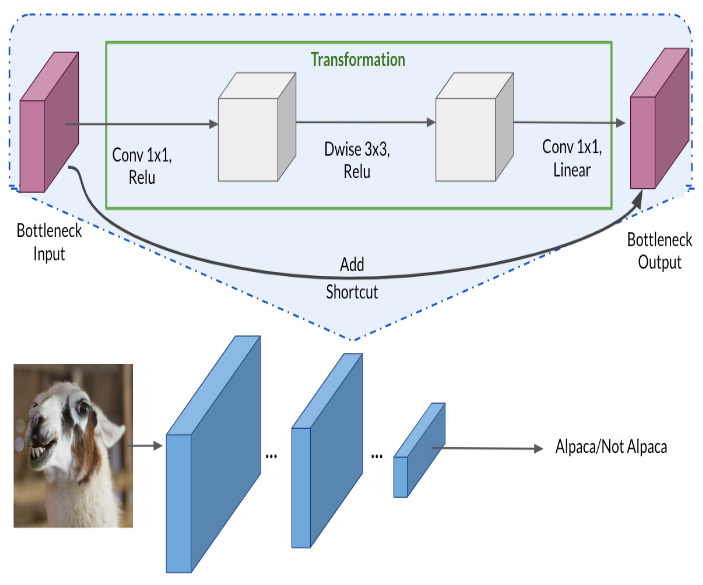 Transformation
Conv 1x1,
Relu
Dwise 3x3,
Relu
Conv 1x1,
Linear
Bottleneck
Input
Bottleneck
Output
Add
Shortcut
...
...
Alpaca/Not Alpaca